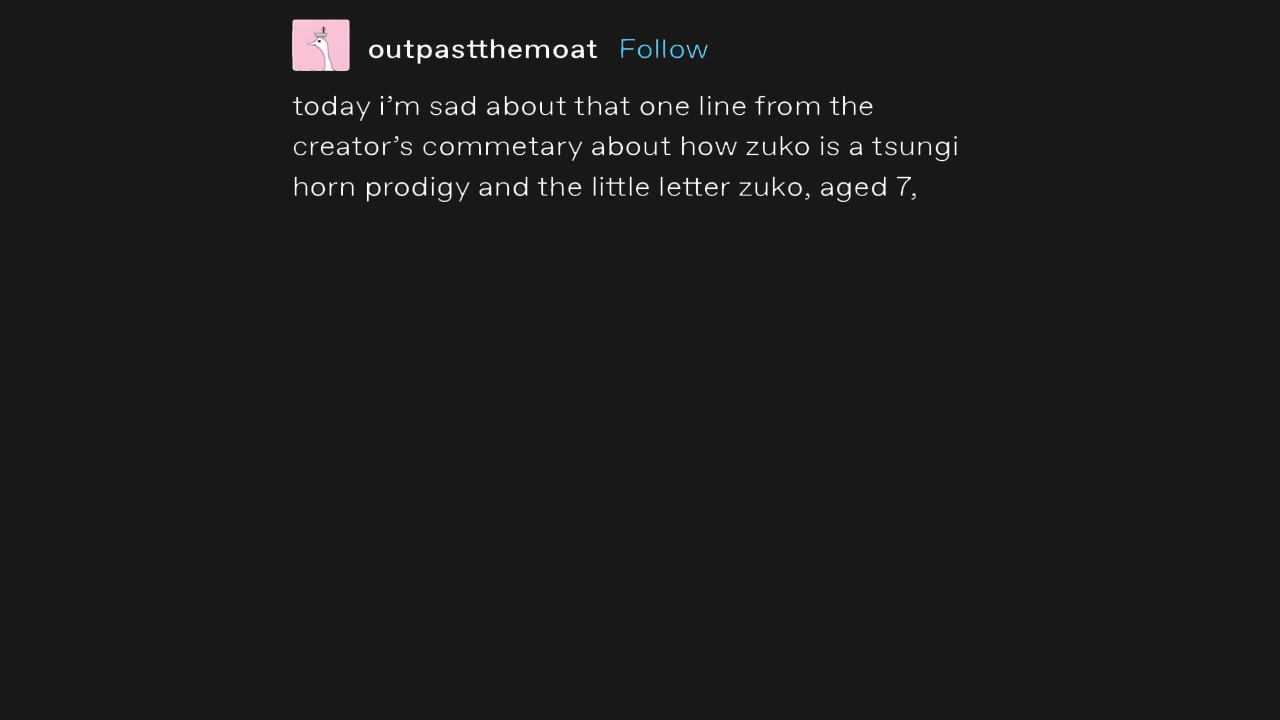 outpastthemoat Follow
today i’m sad about that one line from the
creator’s commetary about how zuko is a tsungi
horn prodigy and the little letter zuko, aged 7,